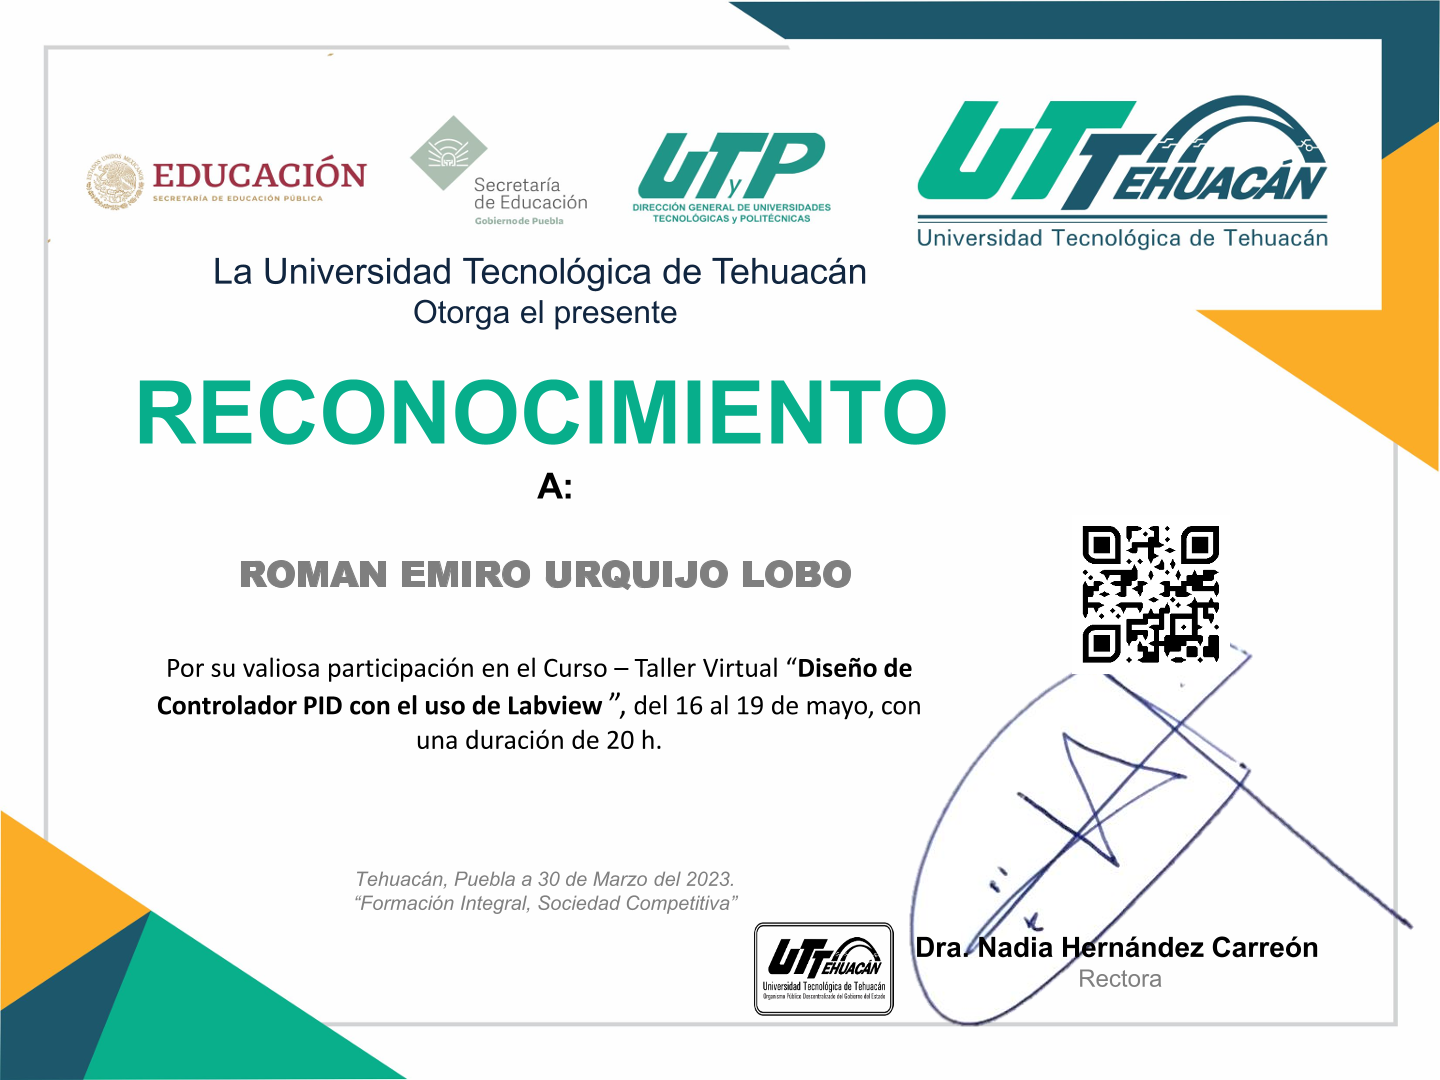 EDUCACIÓN
SECRETARÍA DE EDUCACIÓN PÚBLICA
Secretaría
de Educación
Gobierno de Puebla
UTyP
DIRECCIÓN GENERAL DE UNIVERSIDADES
TECNOLÓGICAS y POLITÉCNICAS
UTTEHUACÁN
Universidad Tecnológica de Tehuacán
La Universidad Tecnológica de Tehuacán
Otorga el presente
RECONOCIMIENTO
A:
ROMAN EMIRO URQUIJO LOBO
Por su valiosa participación en el Curso – Taller Virtual “Diseño de
Controlador PID con el uso de Labview ”, del 16 al 19 de mayo, con
una duración de 20 h.
Tehuacán, Puebla a 30 de Marzo del 2023.
“Formación Integral, Sociedad Competitiva”
UTTEHUACÁN
Universidad Tecnológica de Tehuacán
Organismo Público Descentralizado del Gobierno del Estado
Dra. Nadia Hernández Carreón
Rectora